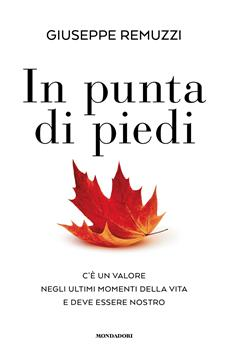 GIUSEPPE REMUZZI
In punta
di piedi
C'È UN VALORE
NEGLI ULTIMI MOMENTI DELLA VITA
E DEVE ESSERE NOSTRO
MONDADORI